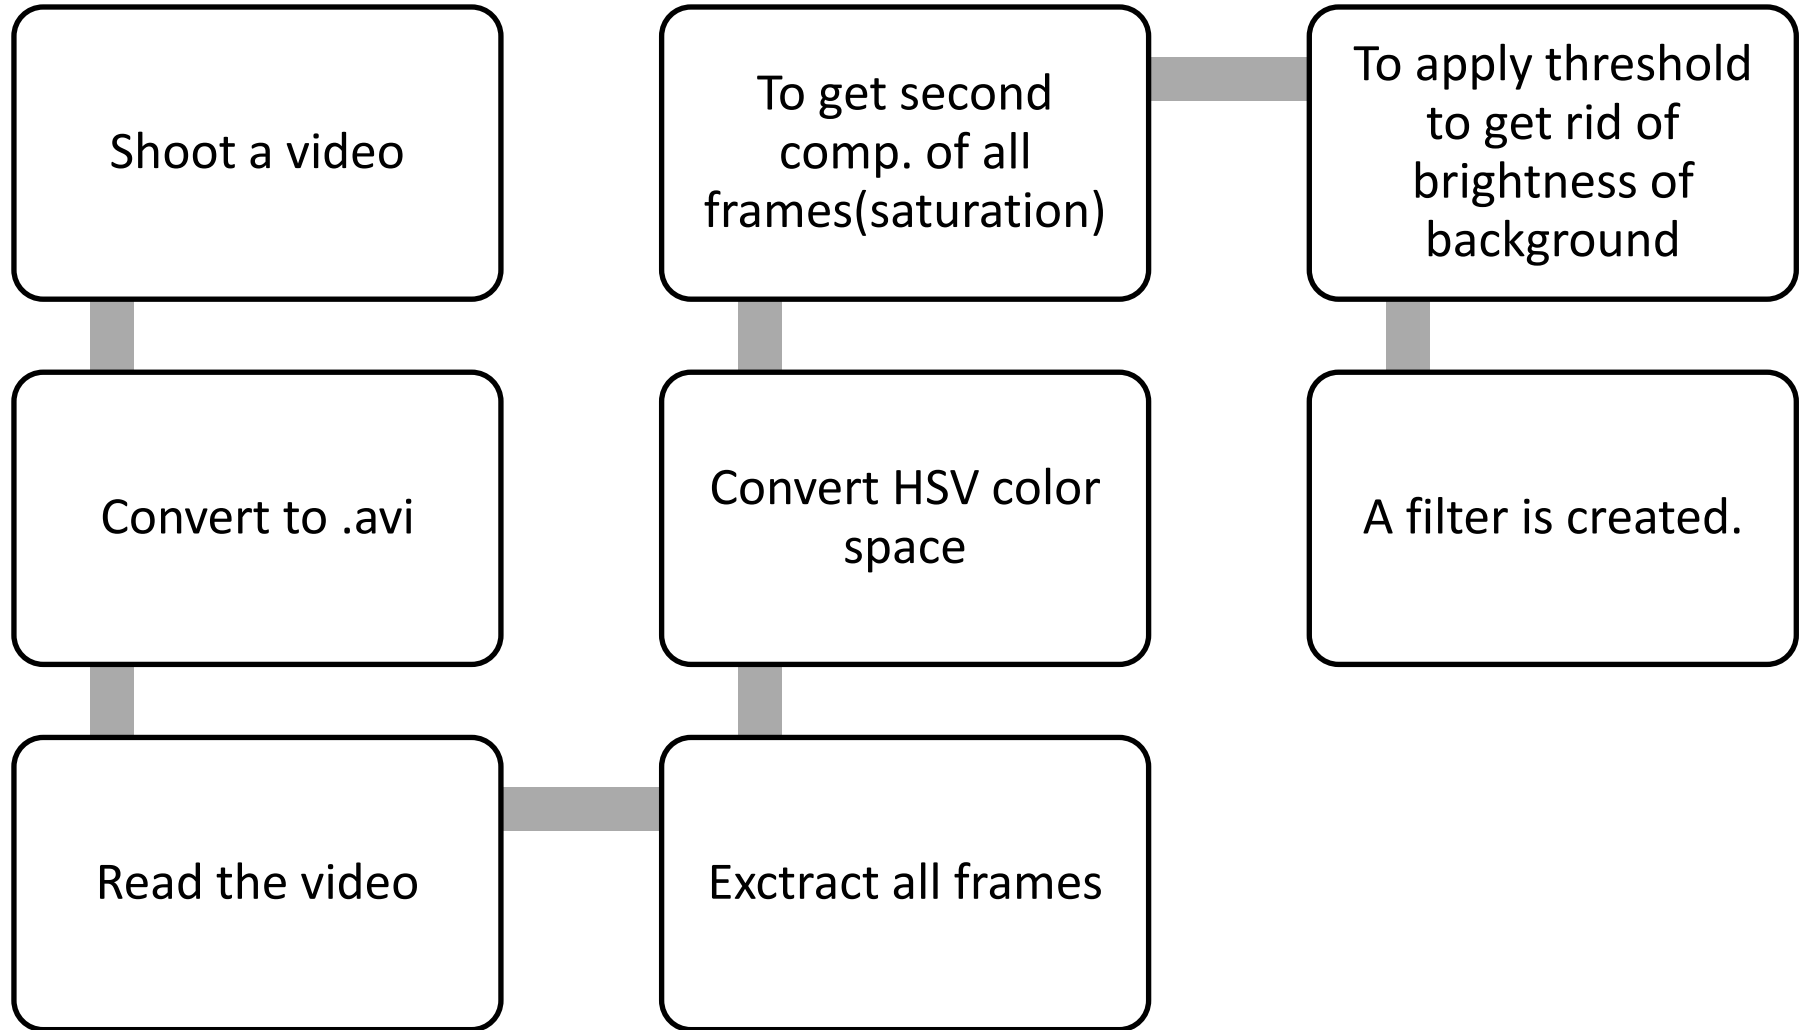 Shoot a video
Convert to .avi
Read the video
Exctract all frames
Convert HSV color
space
To get second
comp. of all
frames(saturation)
To apply threshold
to get rid of
brightness of
background
A filter is created.